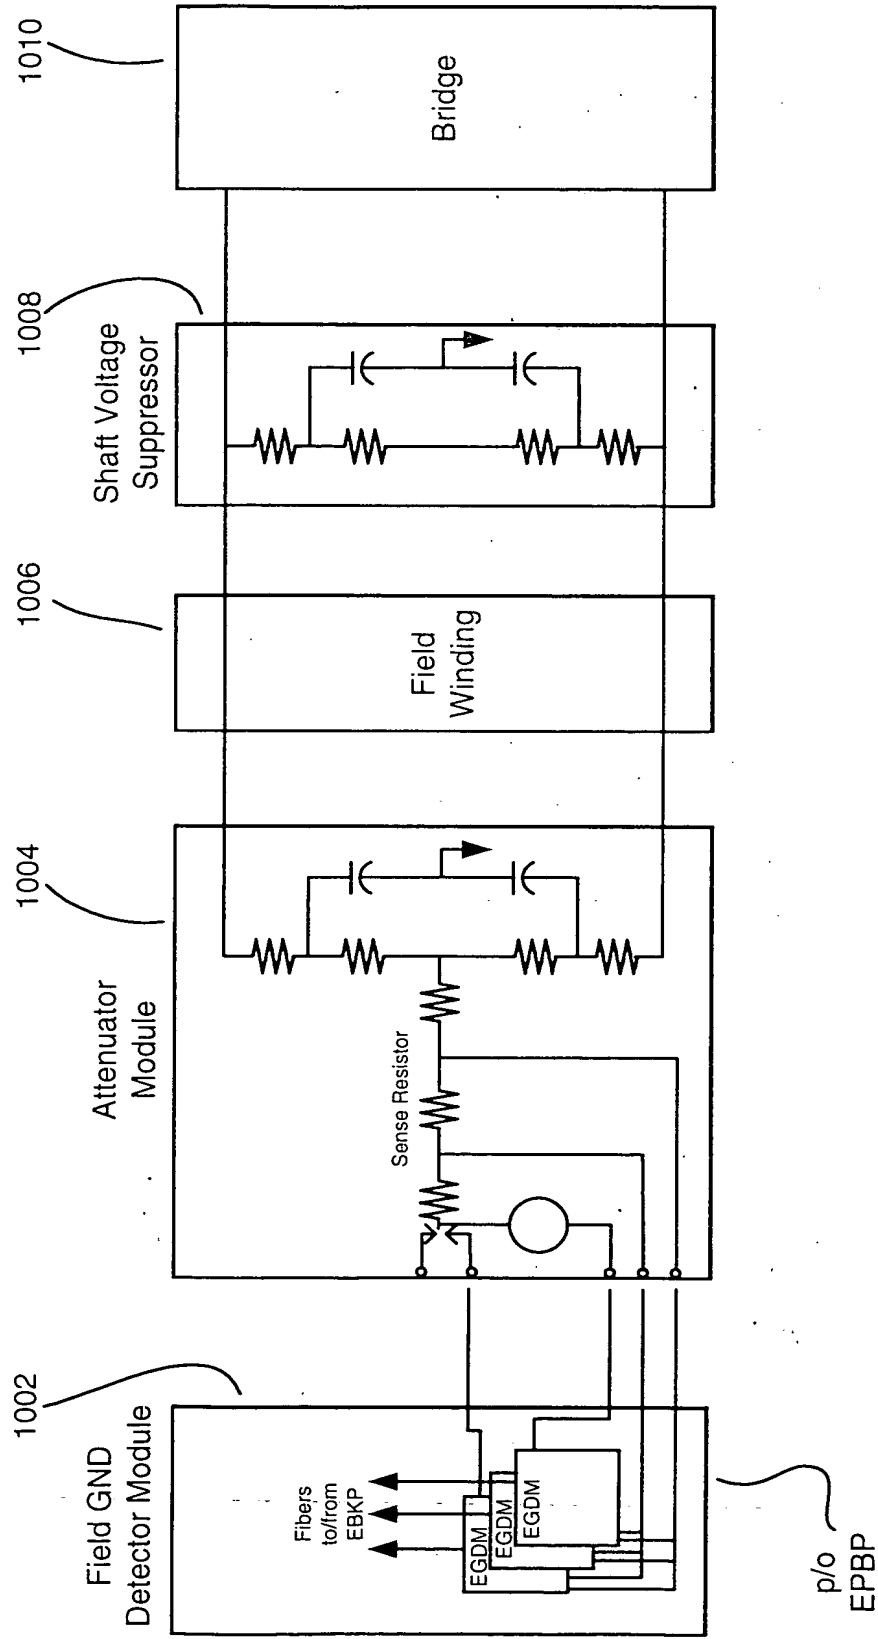 1002
Field GND
Detector Module
Fibers
to/from
EBKP
EGDM
EGDM
EGDM
p/o
EPBP
1004
Attenuator
Module
Sense Resistor
1006
Field
Winding
1008
Shaft Voltage
Suppressor
1010
Bridge